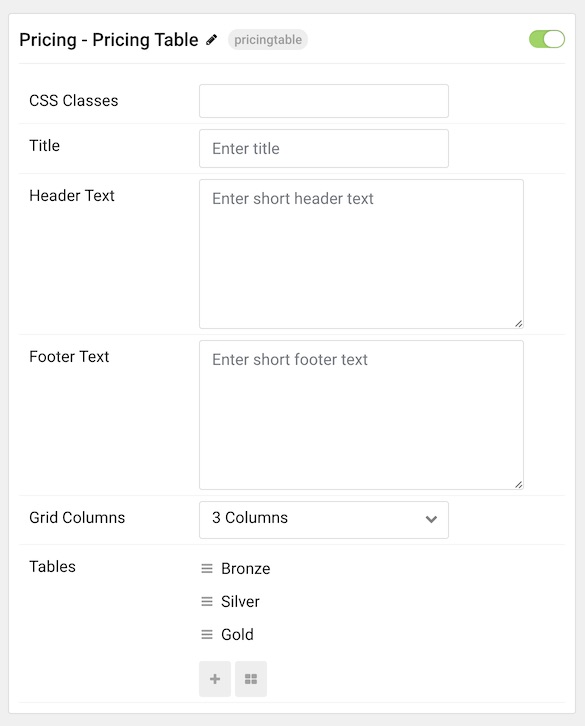 Pricing - Pricing Table pricingtable
CSS Classes
Title Enter title
Header Text Enter short header text
Footer Text Enter short footer text
Grid Columns 3 Columns
Tables Bronze
Silver
Gold